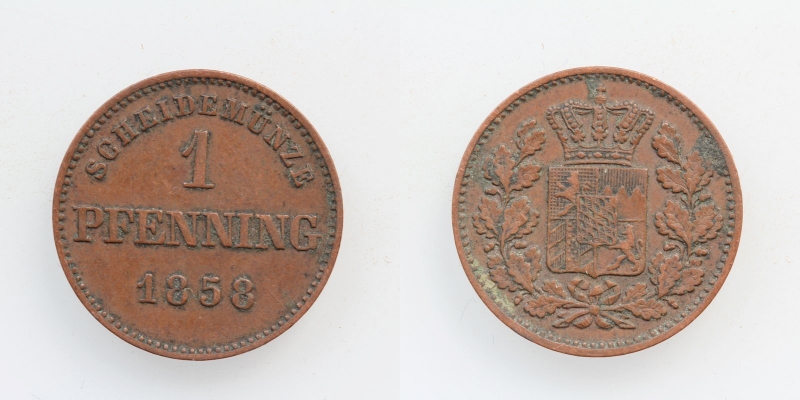 SCHEIDEMÜNZE
1
PFENNING
1858